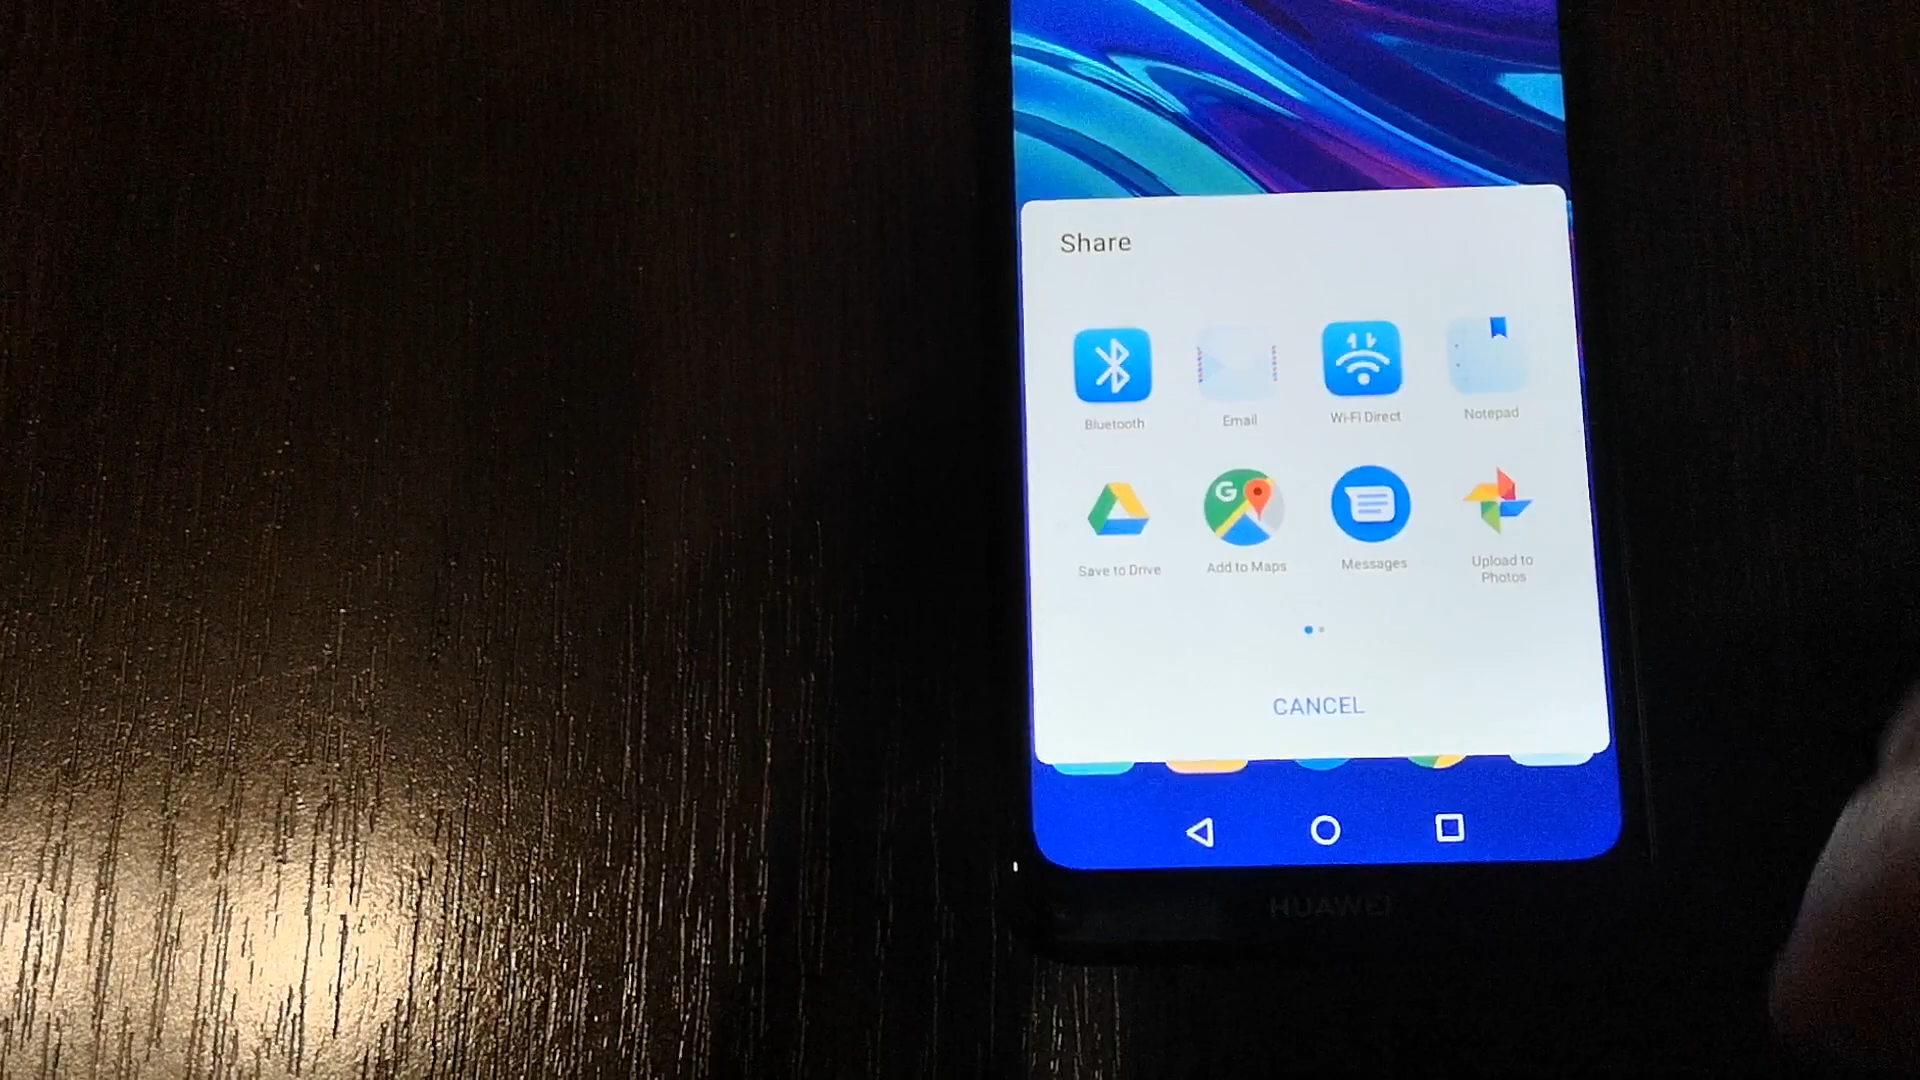 Share
Bluetooth
Email
Wi-Fi Direct
Notepad
G
Save to Drive
Add to Maps
Messages
Upload to
Photos
CANCEL
HUAWEI